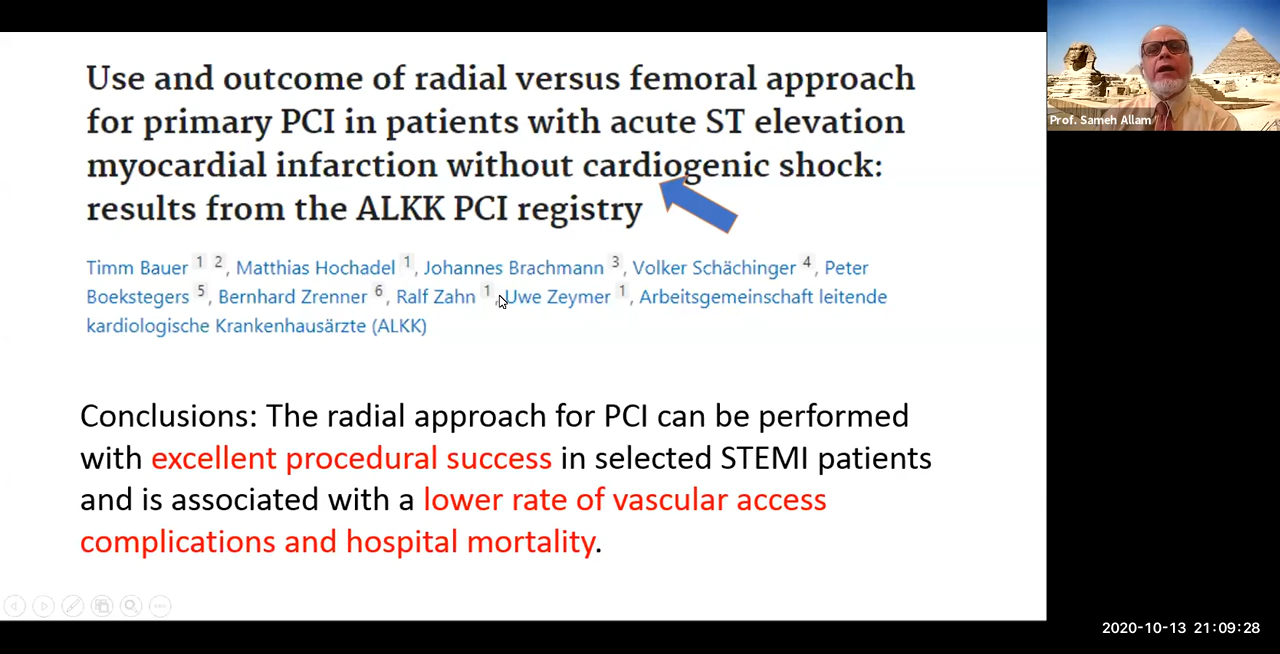 Use and outcome of radial versus femoral approach
for primary PCI in patients with acute ST elevation
myocardial infarction without cardiogenic shock:
results from the ALKK PCI registry
Timm Bauer 1 2, Matthias Hochadel 1, Johannes Brachmann 3, Volker Schächinger 4, Peter
Boekstegers 5, Bernhard Zrenner 6, Ralf Zahn 1, Uwe Zeymer 1, Arbeitsgemeinschaft leitende
kardiologische Krankenhausärzte (ALKK)
Conclusions: The radial approach for PCI can be performed
with excellent procedural success in selected STEMI patients
and is associated with a lower rate of vascular access
complications and hospital mortality.
Prof. Sameh Allam
2020-10-13 21:09:28